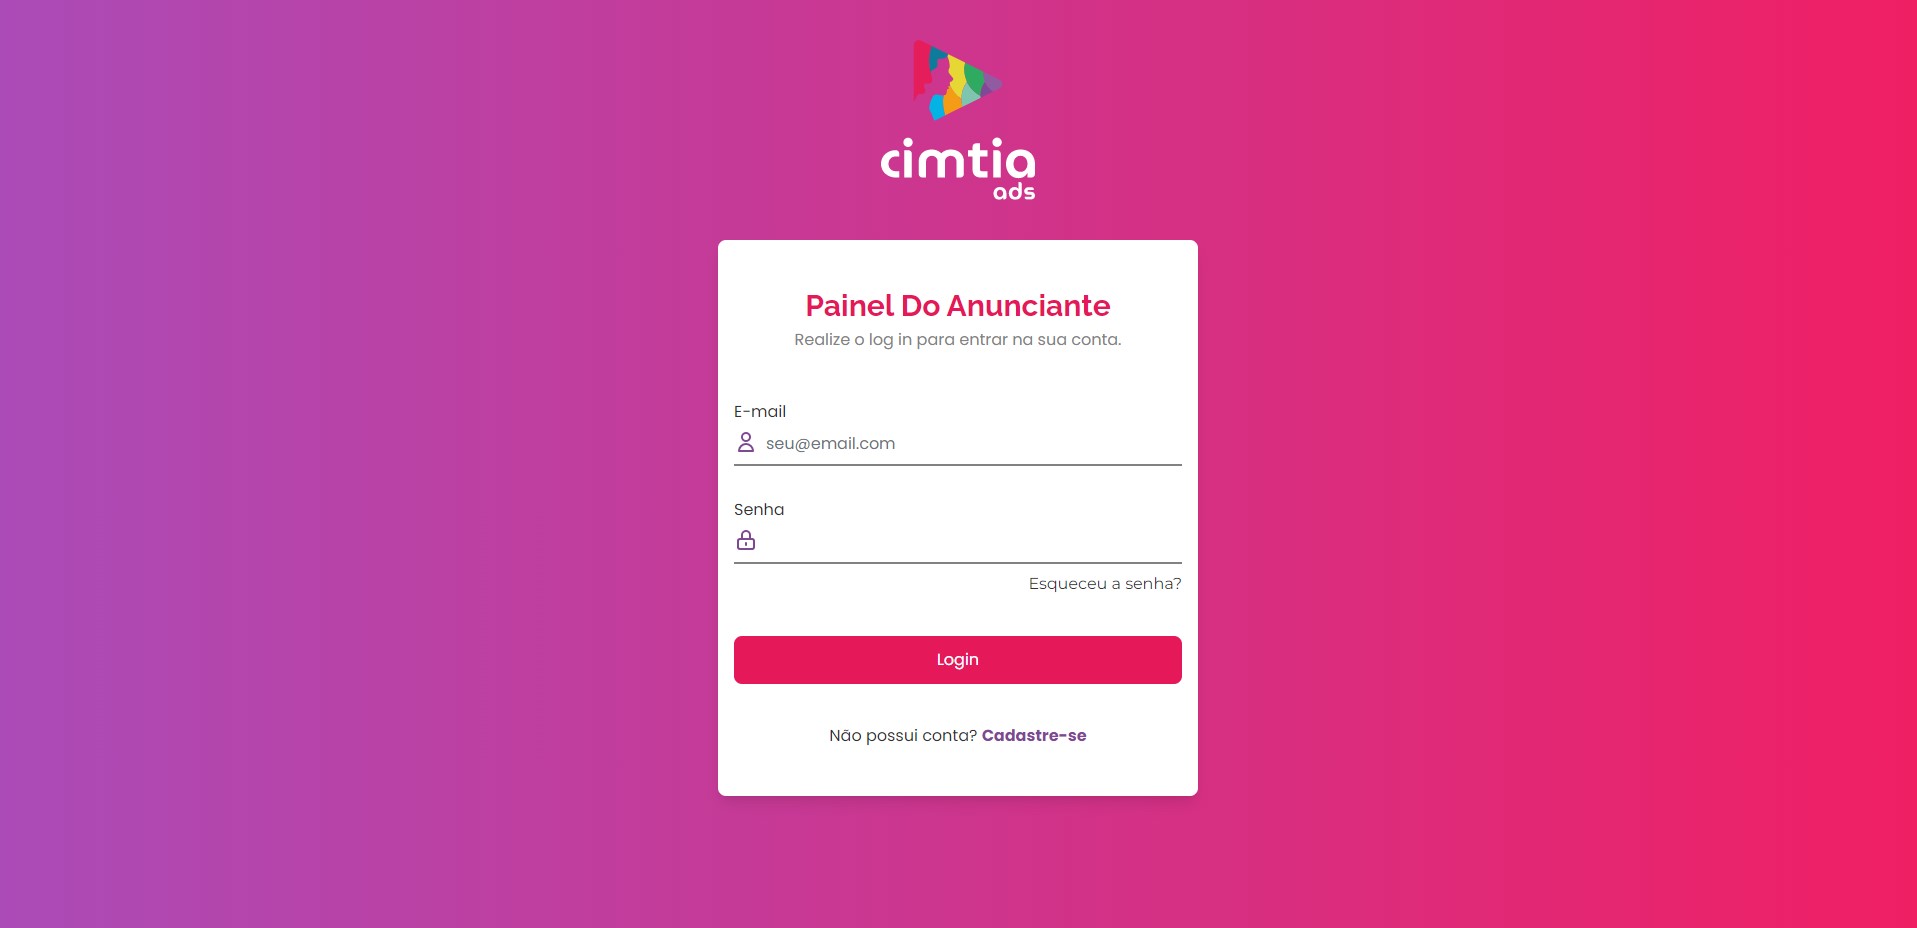 cimtia
ads
Painel Do Anunciante
Realize o log in para entrar na sua conta.
E-mail
seu@email.com
Senha
Esqueceu a senha?
Login
Não possui conta? Cadastre-se